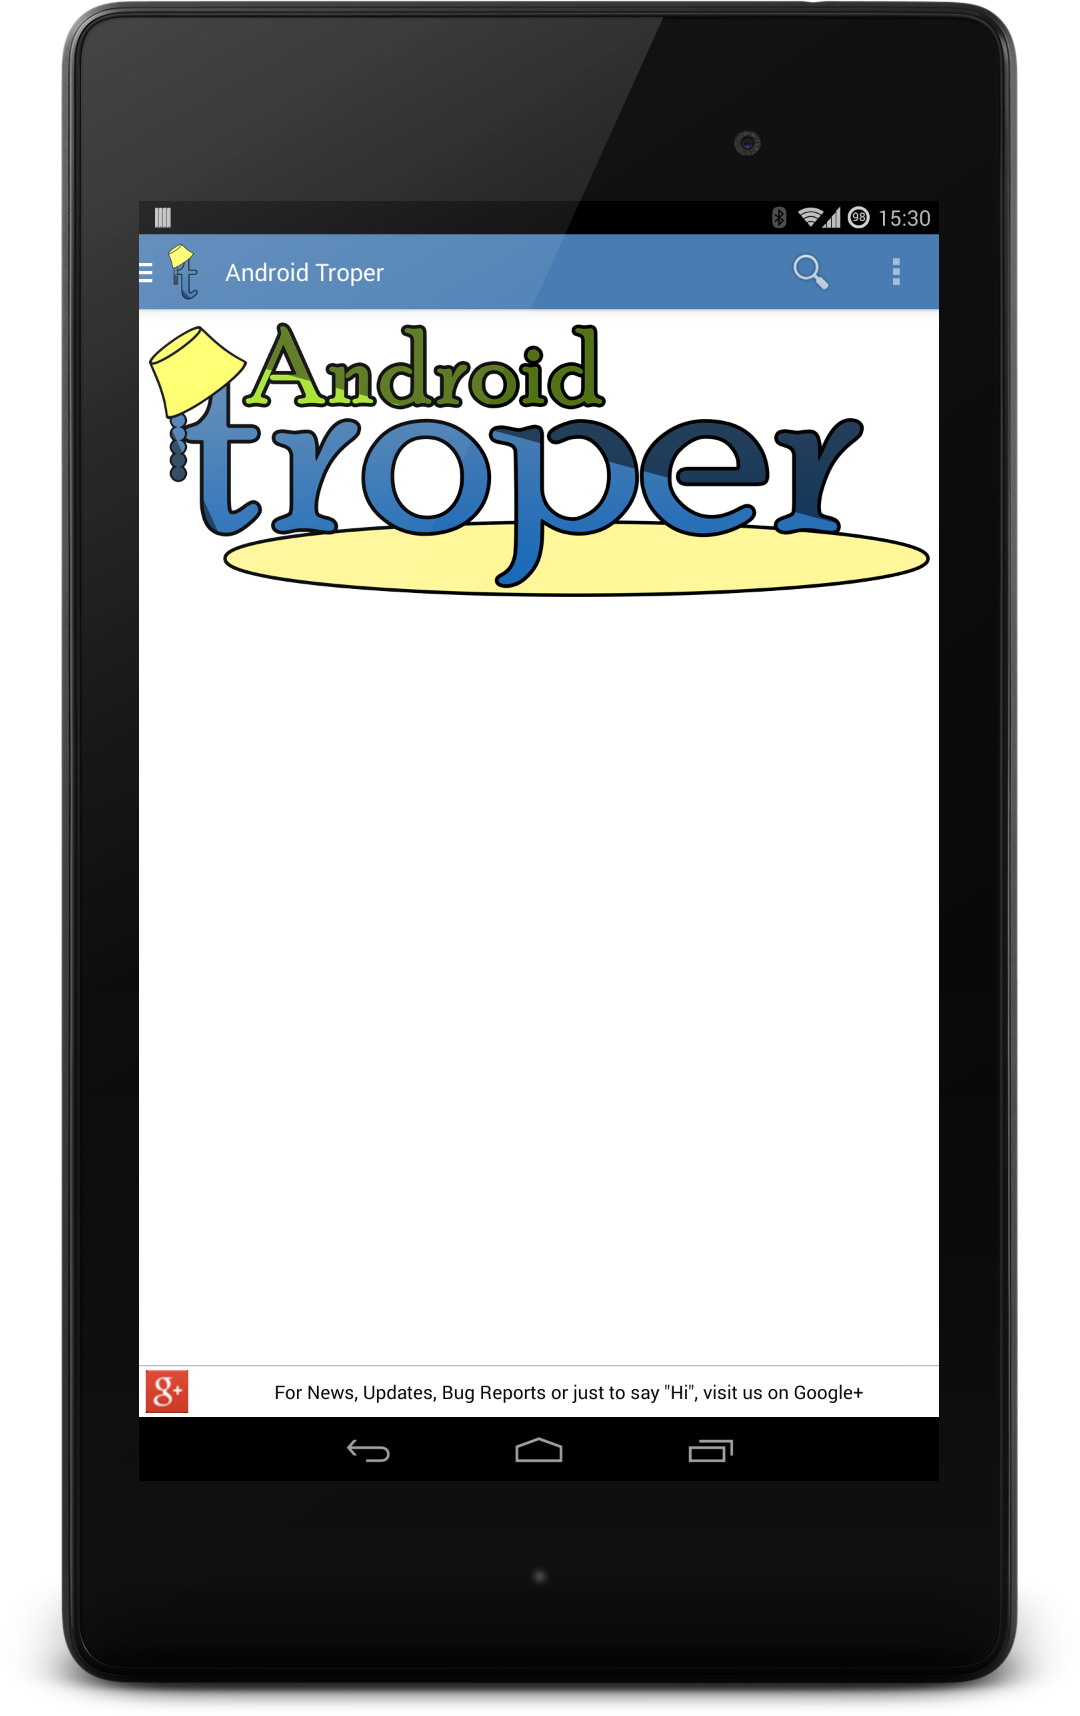 98 15:30
Android Troper
Android
troper
g+ For News, Updates, Bug Reports or just to say "Hi", visit us on Google+